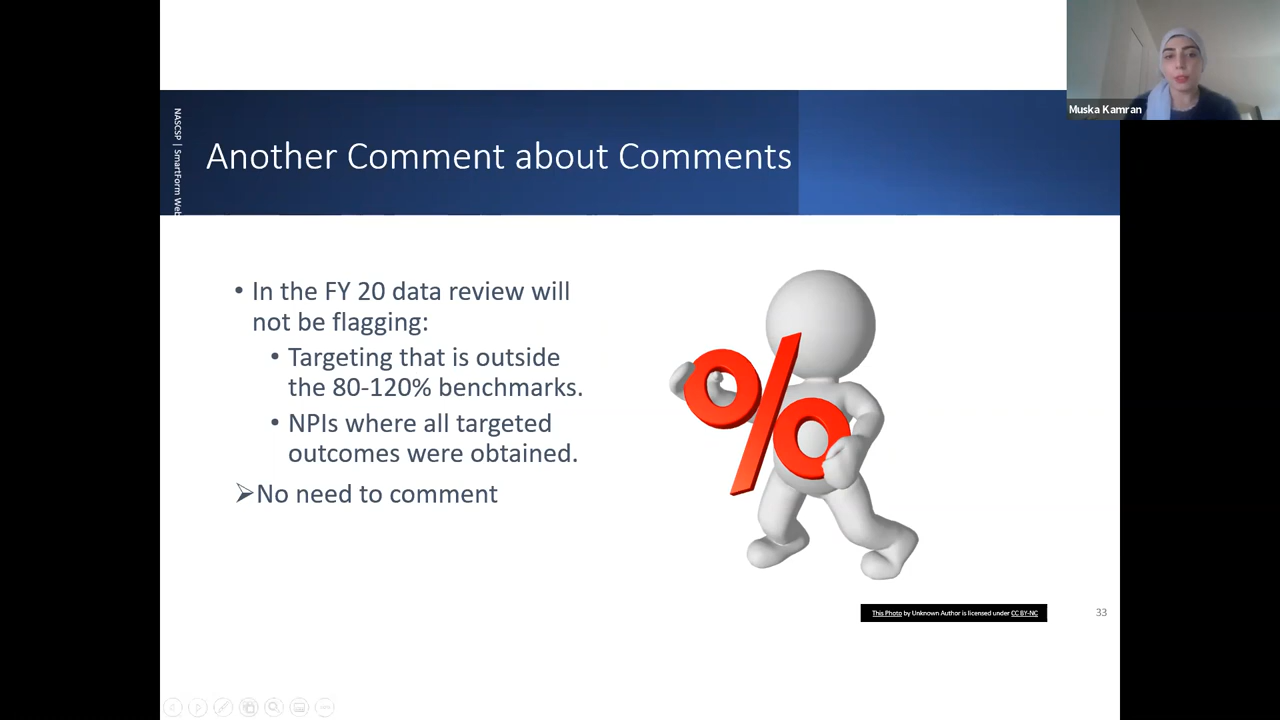 Muska Kamran
NASCSP | SmartForm Web
Another Comment about Comments
• In the FY 20 data review will
not be flagging:
• Targeting that is outside
the 80-120% benchmarks.
• NPIs where all targeted
outcomes were obtained.
➢No need to comment
%
This Photo by Unknown Author is licensed under CC BY-NC
33